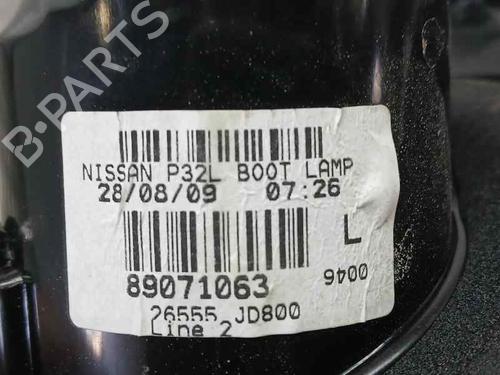 B-PARTS
NISSAN P32L BOOT LAMP
28/08/09 07:26
L
0046
89071063
26555 JD800
Line 2